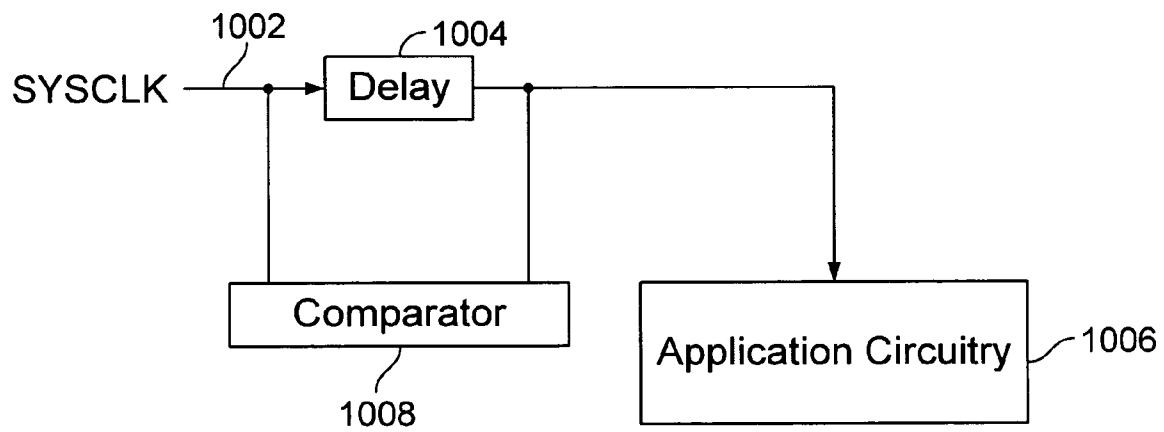 1002
1004
SYSCLK
Delay
Comparator
Application Circuitry
1006
1008